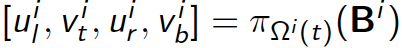 [u_l^i, v_t^i, u_r^i, v_b^i] = π_{Ω^i(t)}(𝐁^i)